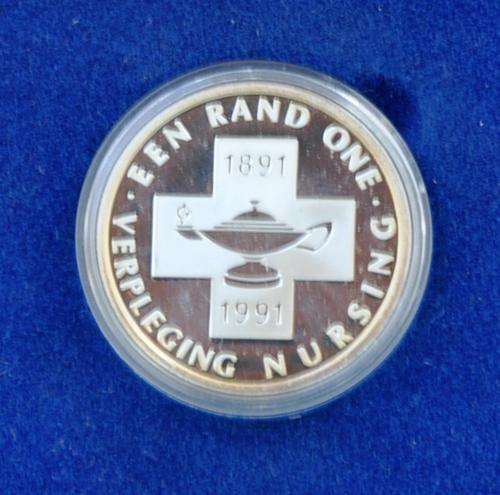 · EEN RAND ONE ·
1891
1991
VERPLEGING NURSING